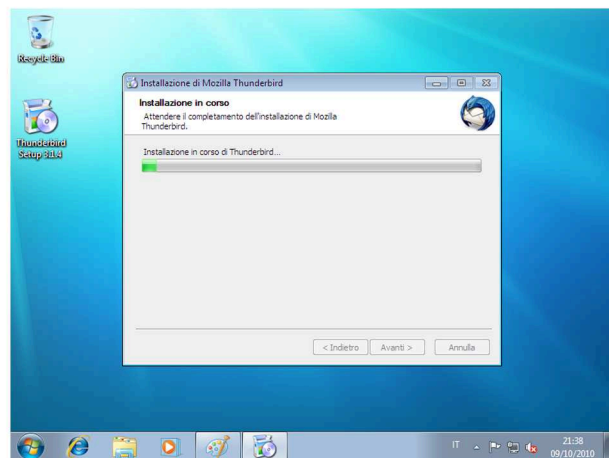 Recycle Bin
Thunderbird
Setup 3.1.4
Installazione di Mozilla Thunderbird
Installazione in corso
Attendere il completamento dell'installazione di Mozilla
Thunderbird.
Installazione in corso di Thunderbird...
< Indietro
Avanti >
Annulla
IT
21:38
09/10/2010